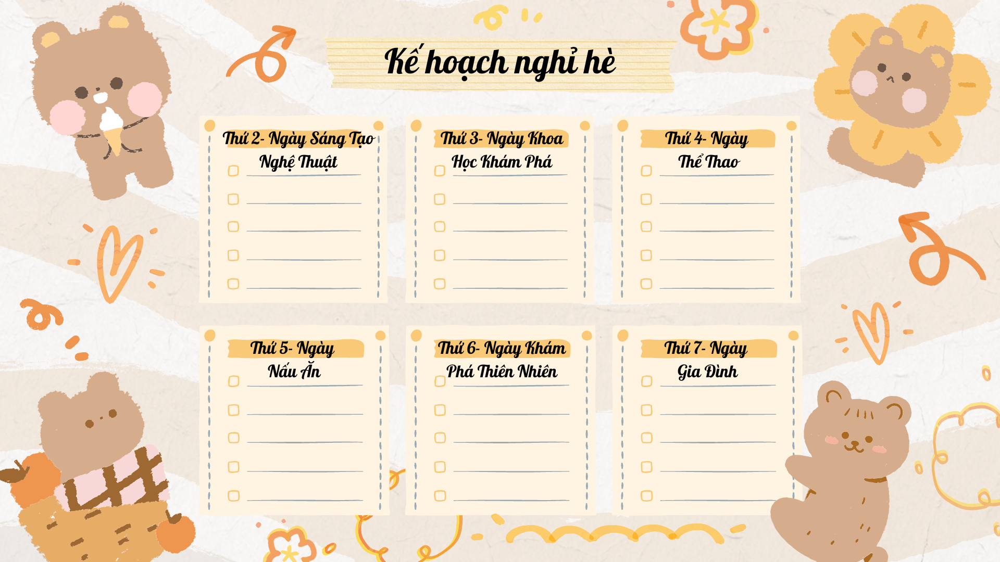 Kế hoạch nghỉ hè
Thứ 2- Ngày Sáng Tạo
Nghệ Thuật
Thứ 3- Ngày Khoa
Học Khám Phá
Thứ 4- Ngày
Thể Thao
Thứ 5- Ngày
Nấu Ăn
Thứ 6- Ngày Khám
Phá Thiên Nhiên
Thứ 7- Ngày
Gia Đình